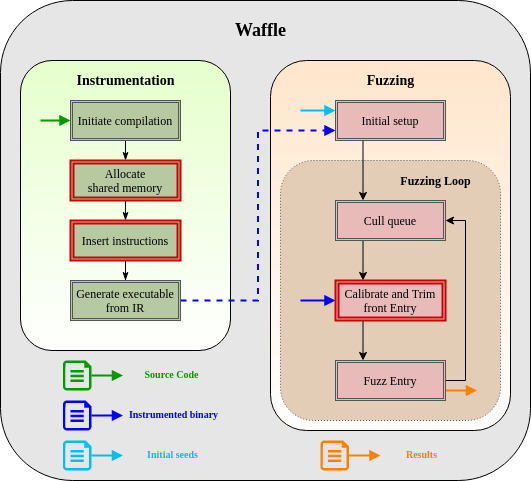 Waffle
Instrumentation
Initiate compilation
Allocate
shared memory
Insert instructions
Generate executable
from IR
Fuzzing
Initial setup
Fuzzing Loop
Cull queue
Calibrate and Trim
front Entry
Fuzz Entry
Source Code
Instrumented binary
Initial seeds
Results